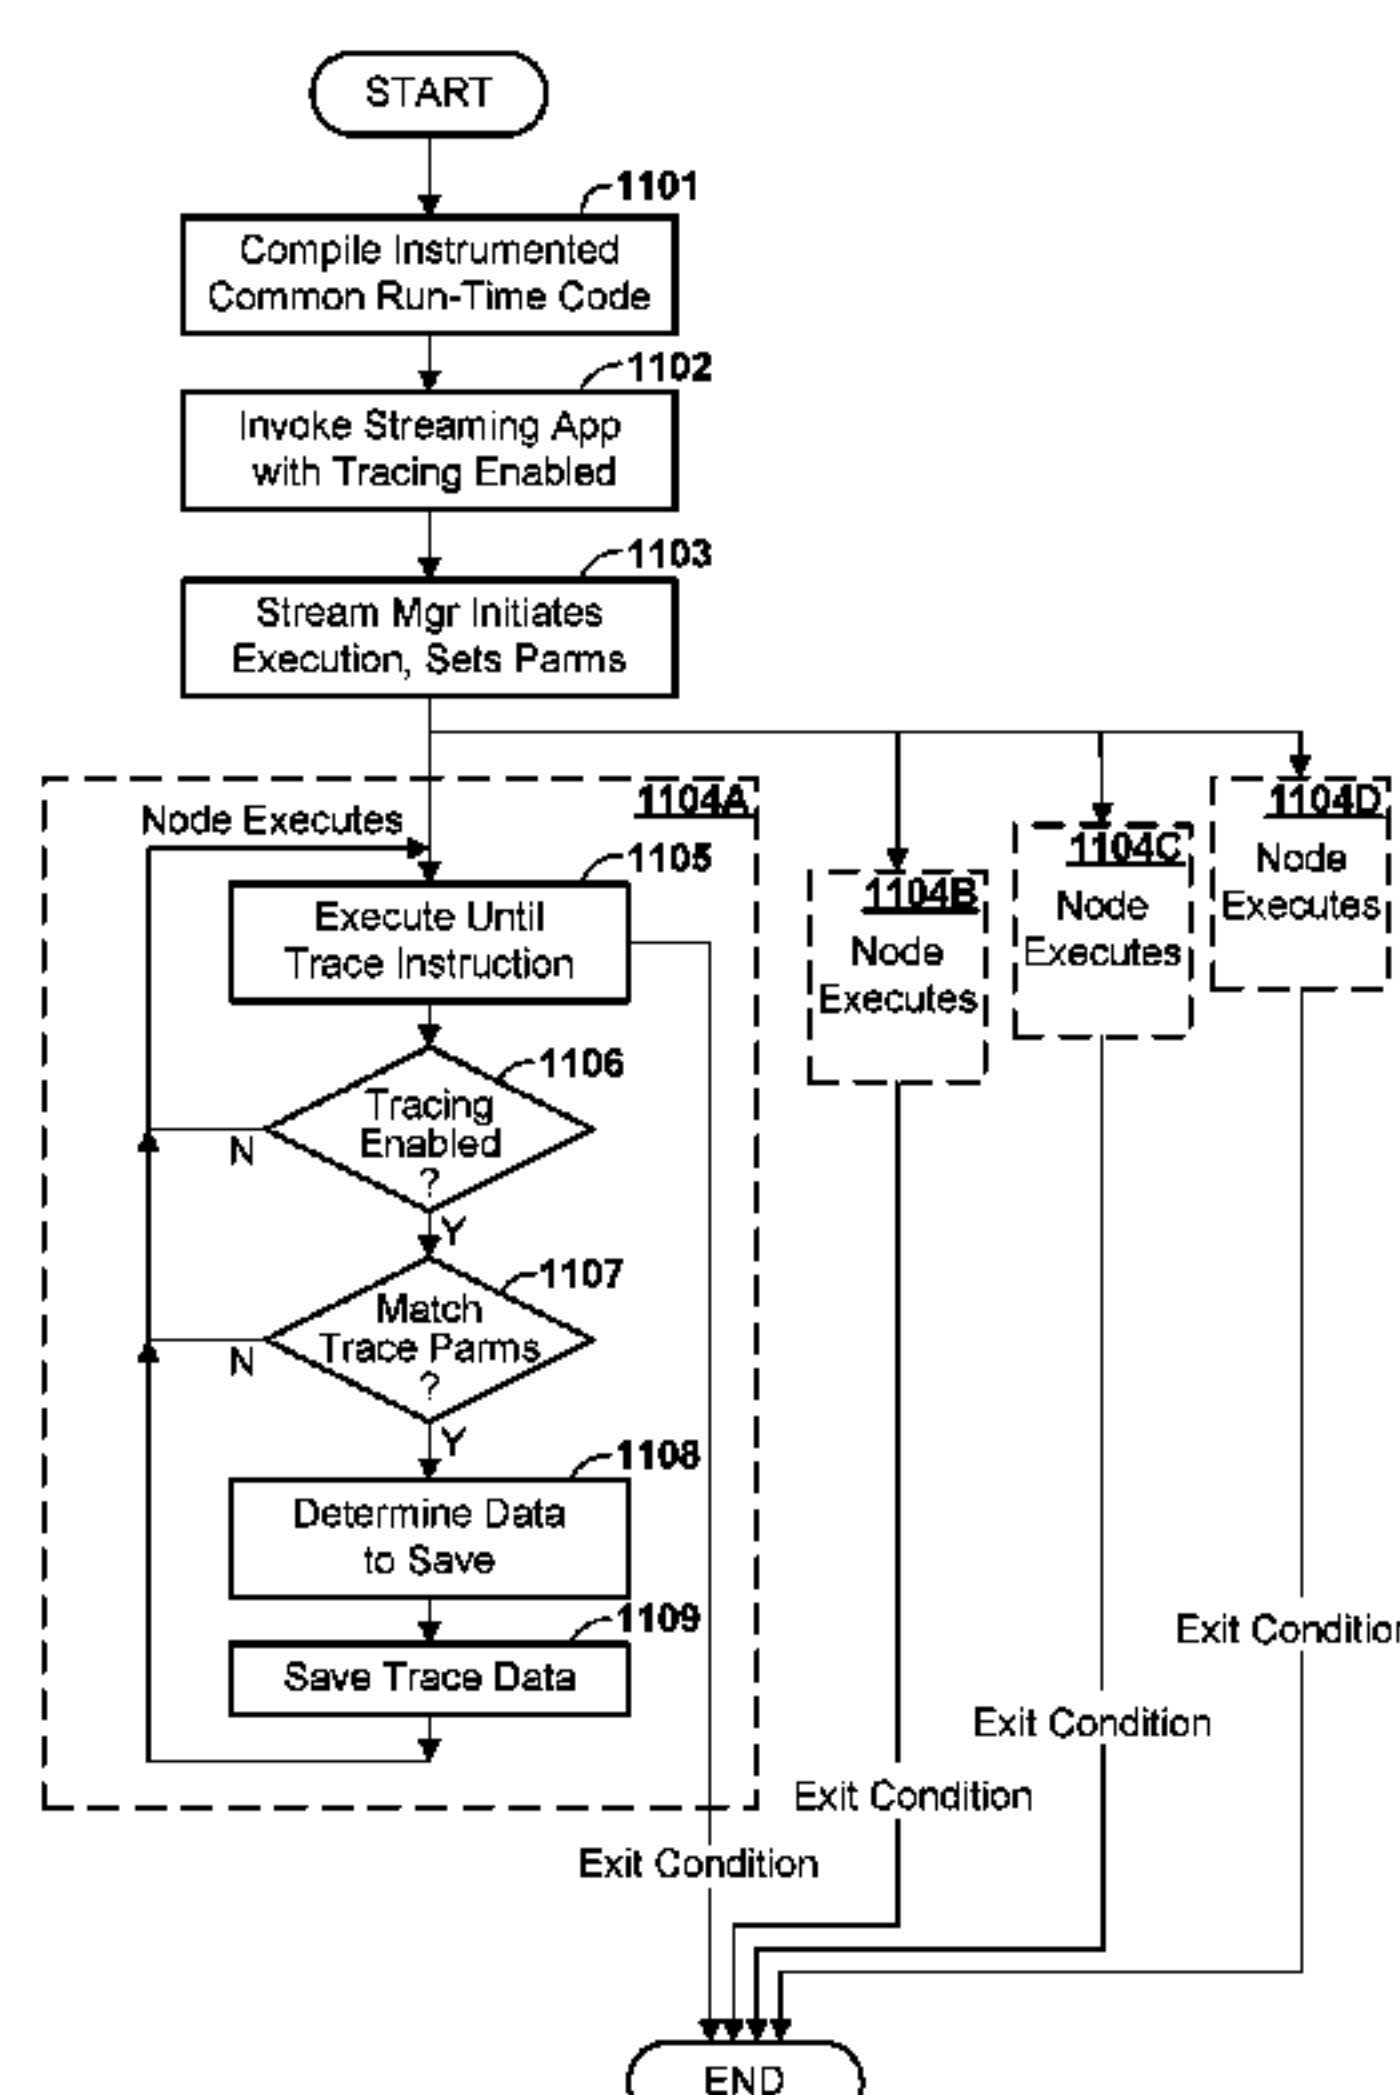 START
1101
Compile Instrumented
Common Run-Time Code
1102
Invoke Streaming App
with Tracing Enabled
1103
Stream Mgr Initiates
Execution, Sets Parms
1104A
Node Executes
1105
Execute Until
Trace Instruction
1106
Tracing
Enabled
?
N
Y
1107
Match
Trace Parms
?
N
Y
1108
Determine Data
to Save
1109
Save Trace Data
1104B
Node
Executes
1104C
Node
Executes
1104D
Node
Executes
Exit Condition
Exit Condition
Exit Condition
Exit Condition
END